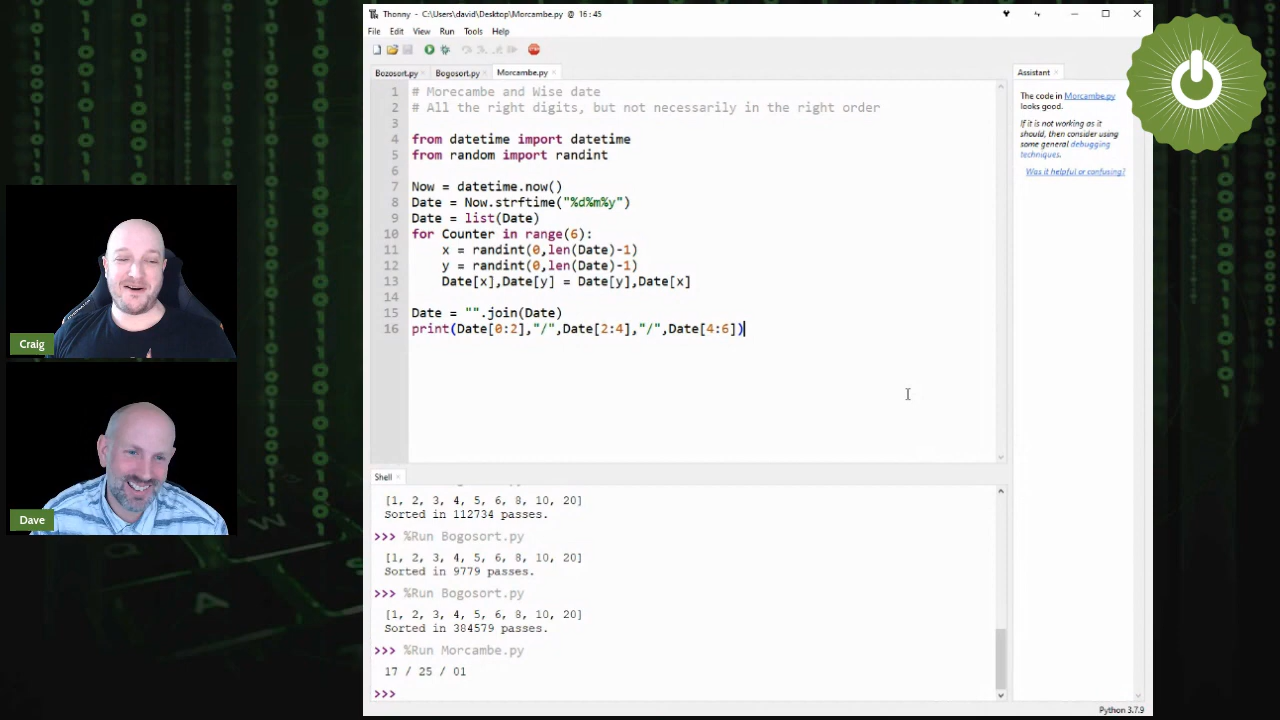 Thonny - C:\Users\david\Desktop\Morcambe.py @ 16:45
File Edit View Run Tools Help
Bozosort.py Bogosort.py Morcambe.py
1 # Morecambe and Wise date
2 # All the right digits, but not necessarily in the right order
3
4 from datetime import datetime
5 from random import randint
6
7 Now = datetime.now()
8 Date = Now.strftime("%d%m%y")
9 Date = list(Date)
10 for Counter in range(6):
11 x = randint(0,len(Date)-1)
12 y = randint(0,len(Date)-1)
13 Date[x],Date[y] = Date[y],Date[x]
14
15 Date = "".join(Date)
16 print(Date[0:2],"/",Date[2:4],"/",Date[4:6])
Assistant
The code in Morcambe.py
looks good.
If it is not working as it
should, then consider using
some general debugging
techniques.
Was it helpful or confusing?
Craig
Dave
Shell
[1, 2, 3, 4, 5, 6, 8, 10, 20]
Sorted in 112734 passes.
>>> %Run Bogosort.py
[1, 2, 3, 4, 5, 6, 8, 10, 20]
Sorted in 9779 passes.
>>> %Run Bogosort.py
[1, 2, 3, 4, 5, 6, 8, 10, 20]
Sorted in 384579 passes.
>>> %Run Morcambe.py
17 / 25 / 01
>>>
Python 3.7.9